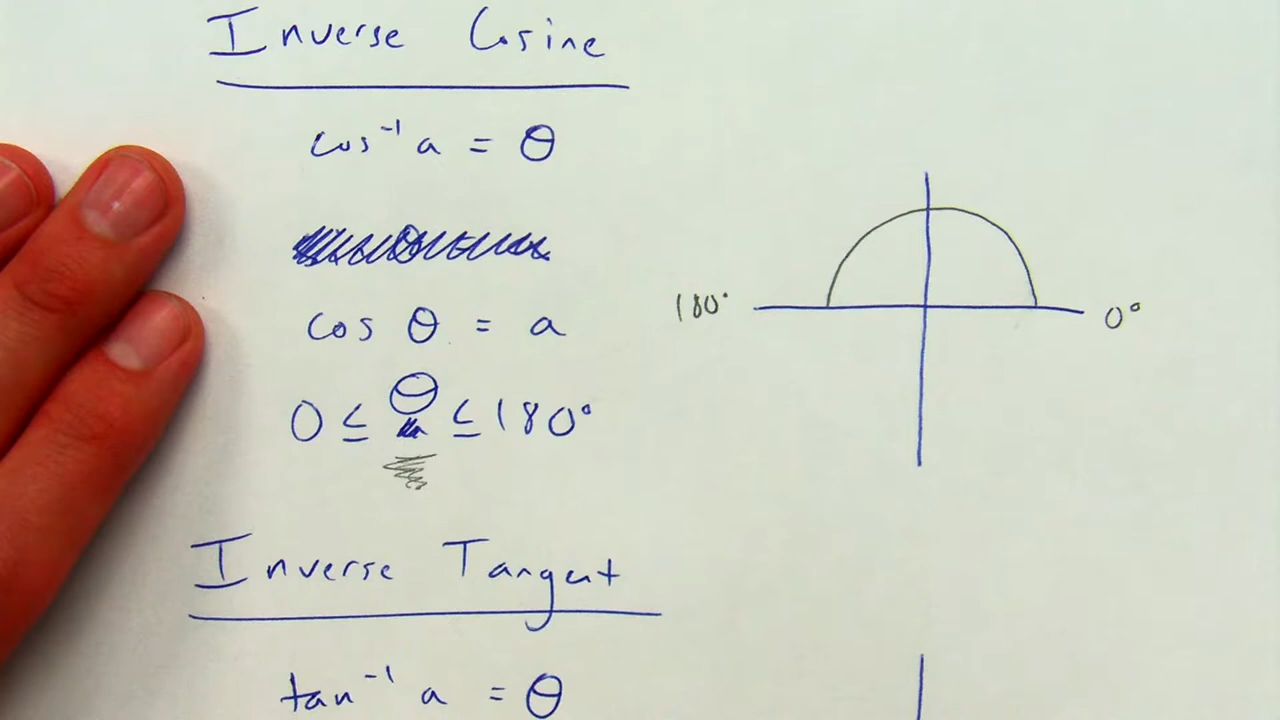 Inverse Cosine
cos⁻¹ a = θ
cos θ = a
0 ≤ θ ≤ 180°
180°
0°
Inverse Tangent
tan⁻¹ a = θ